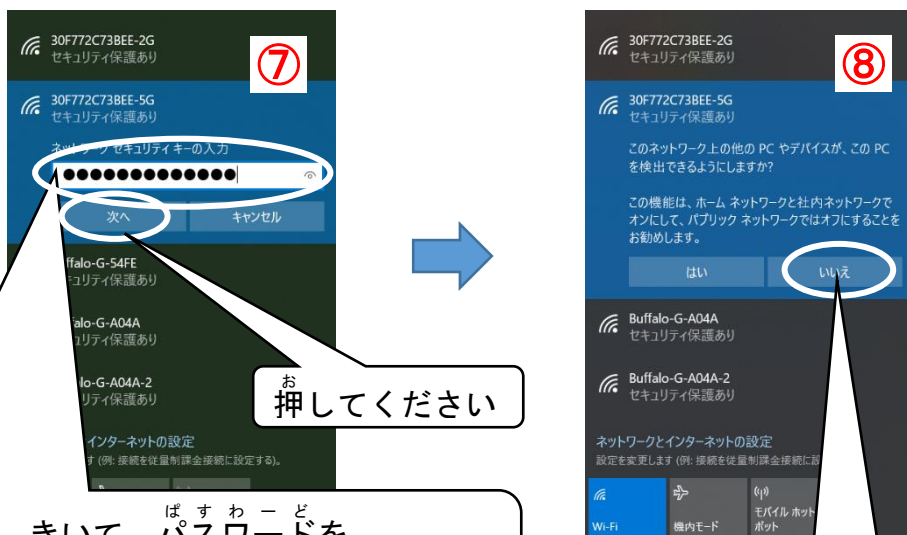 30F772C73BEE-2G
セキュリティ保護あり
⑦
30F772C73BEE-5G
セキュリティ保護あり
ネットワーク セキュリティ キーの入力
●●●●●●●●●●●●●
次へ
キャンセル
ffalo-G-54FE
キュリティ保護あり
alo-G-A04A
ュリティ保護あり
lo-G-A04A-2
リティ保護あり
お
押してください
インターネットの設定
す (例: 接続を従量制課金接続に設定する)。
ぱすわーど
きいて、パスワードを
30F772C73BEE-2G
セキュリティ保護あり
⑧
30F772C73BEE-5G
セキュリティ保護あり
このネットワーク上の他の PC やデバイスが、この PC
を検出できるようにしますか?
この機能は、ホーム ネットワークと社内ネットワークで
オンにして、パブリック ネットワークではオフにすることを
お勧めします。
はい
いいえ
Buffalo-G-A04A
セキュリティ保護あり
Buffalo-G-A04A-2
セキュリティ保護あり
ネットワークとインターネットの設定
設定を変更します (例: 接続を従量制課金接続に設
Wi-Fi
機内モード
モバイル ホット
ポット